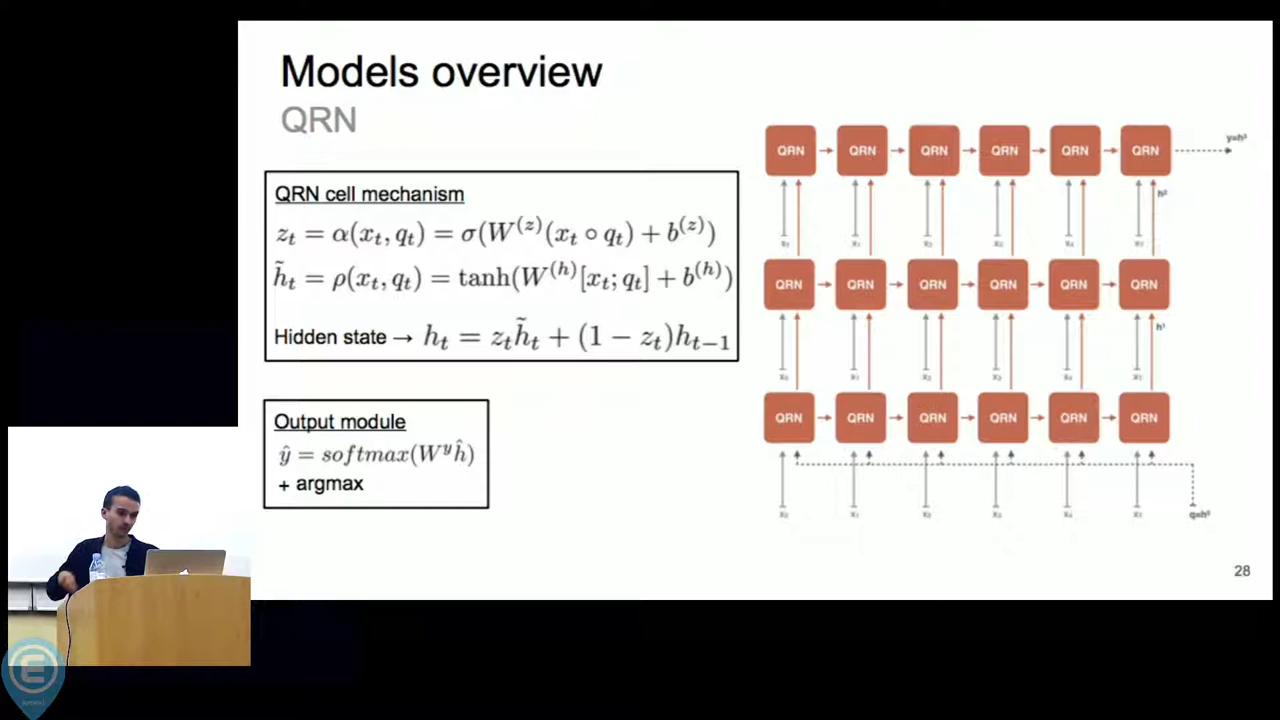 Models overview
QRN
QRN cell mechanism
z_t = α(x_t, q_t) = σ(W^(z)(x_t ∘ q_t) + b^(z))
h̃_t = ρ(x_t, q_t) = tanh(W^(h)[x_t; q_t] + b^(h))
Hidden state → h_t = z_t h̃_t + (1 − z_t)h_{t−1}
Output module
ŷ = softmax(W^y ĥ)
+ argmax
QRN QRN QRN QRN QRN QRN
QRN QRN QRN QRN QRN QRN
QRN QRN QRN QRN QRN QRN
28
E